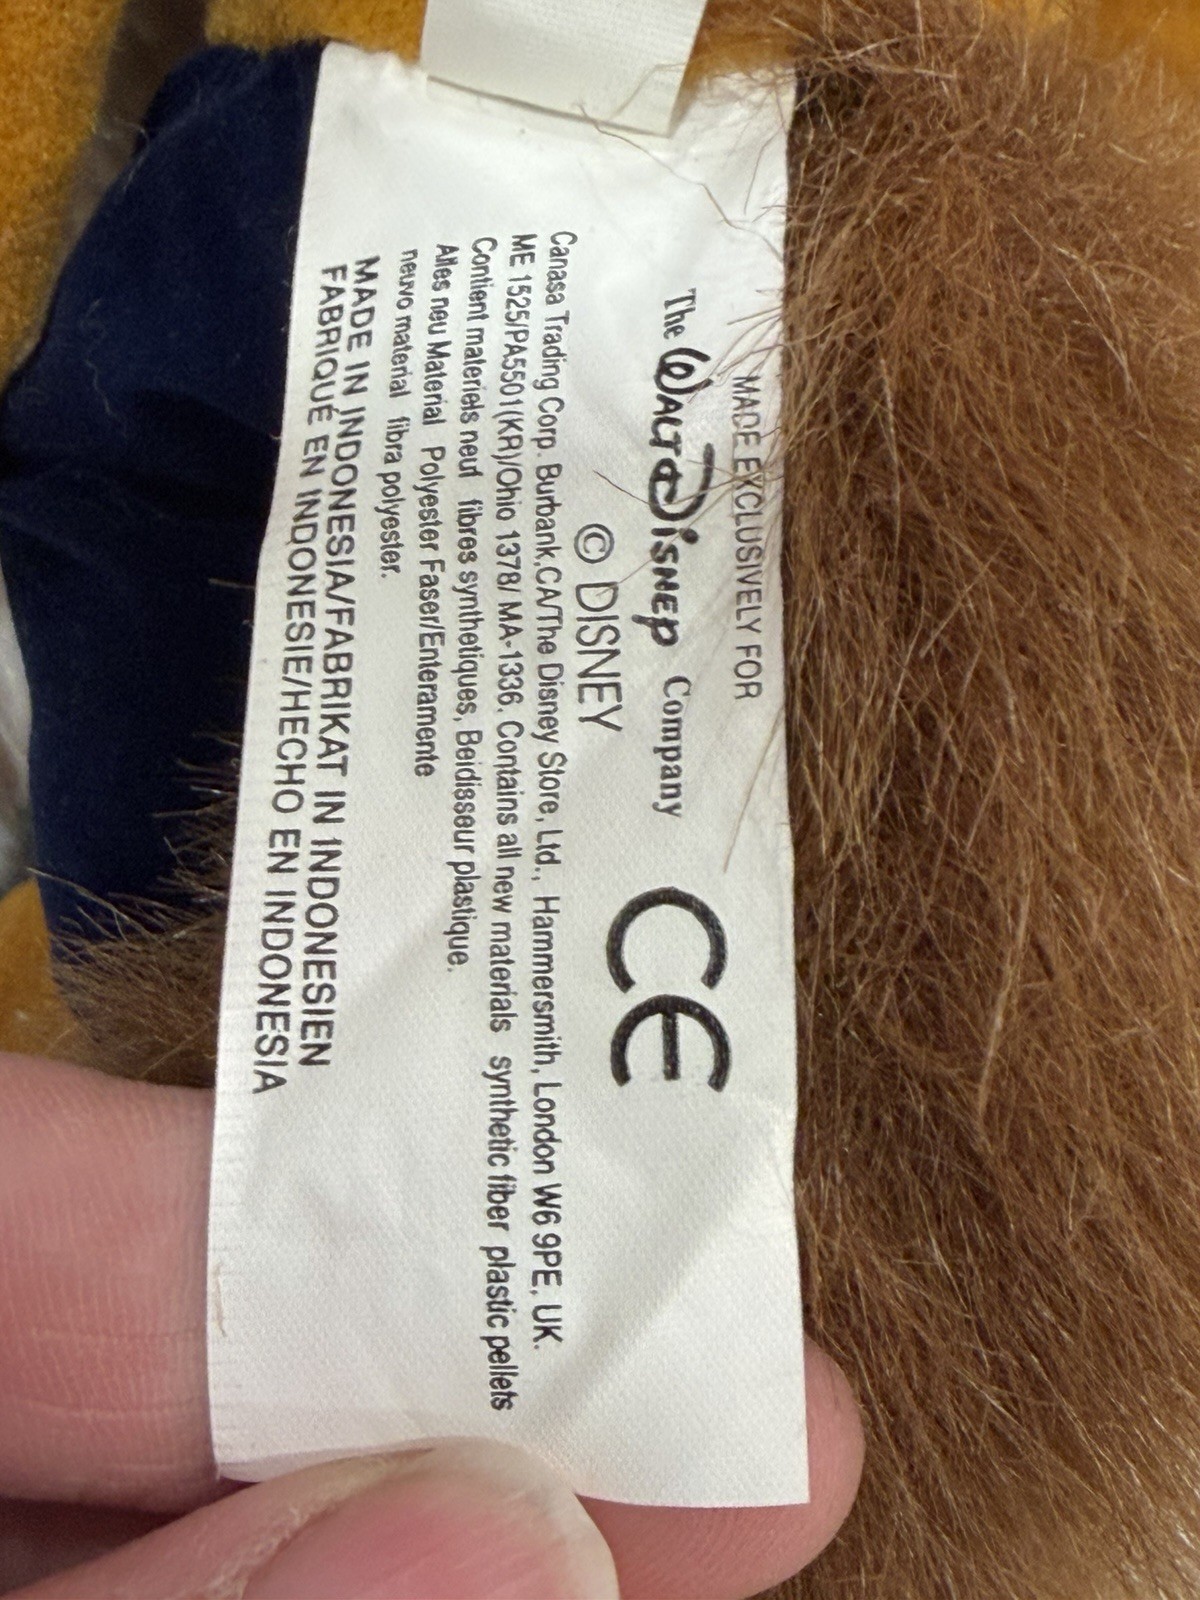 MADE EXCLUSIVELY FOR
The WALT DISNEY Company
CE
© DISNEY
Canasa Trading Corp. Burbank,CA/The Disney Store, Ltd., Hammersmith, London W6 9PE, UK.
ME 1525/PA5501(KR)/Ohio 1378/ MA-1336. Contains all new materials synthetic fiber plastic pellets
Contient materiels neuf fibres synthetiques, Beidisseur plastique.
Alles neu Material Polyester Faser/Enteramente
neuvo material fibra polyester.
MADE IN INDONESIA/FABRIKAT IN INDONESIEN
FABRIQUÉ EN INDONESIE/HECHO EN INDONESIA